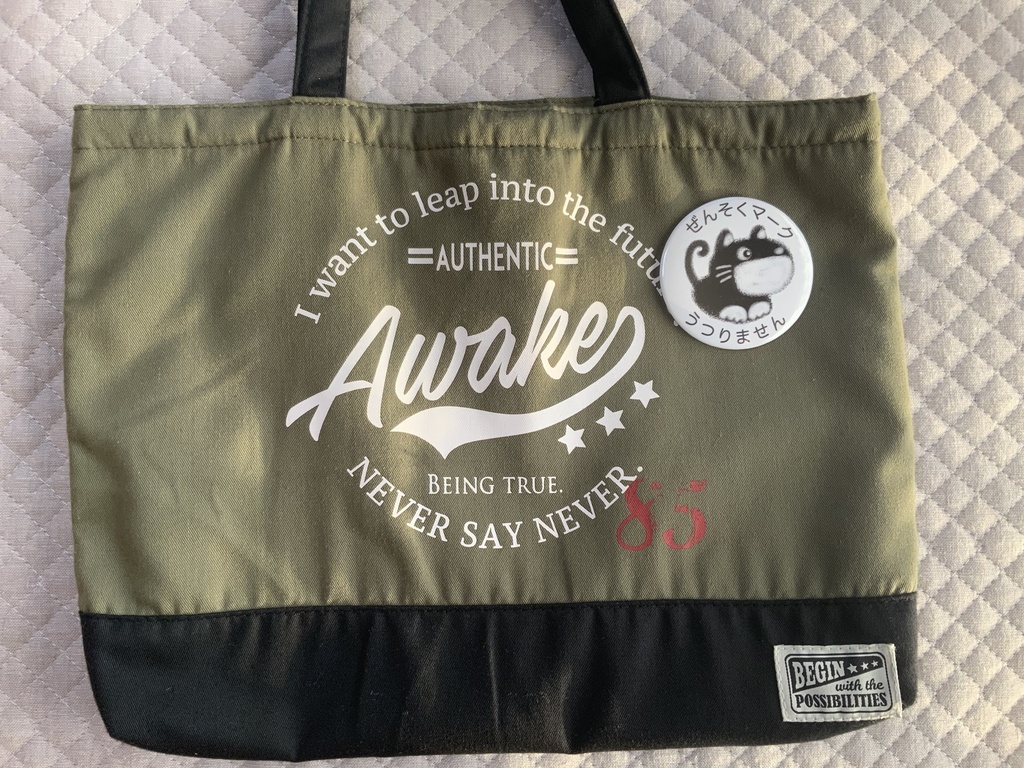 I want to leap into the futu
=AUTHENTIC=
Awake
BEING TRUE.
NEVER SAY NEVER.
85
ぜんそくマーク
うつりません
BEGIN
with the
POSSIBILITIES